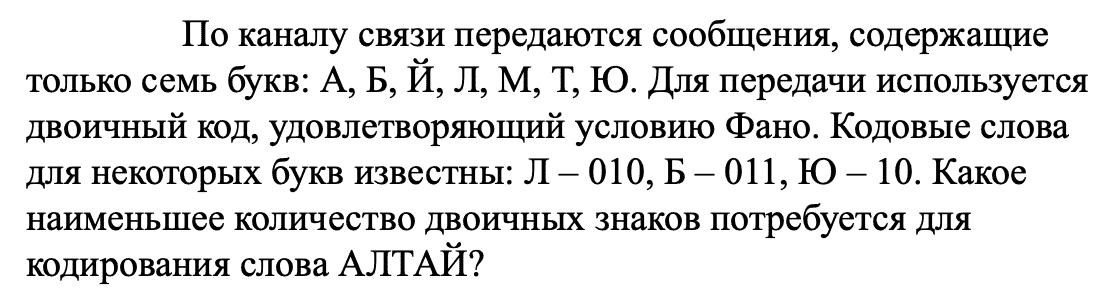 По каналу связи передаются сообщения, содержащие
только семь букв: А, Б, Й, Л, М, Т, Ю. Для передачи используется
двоичный код, удовлетворяющий условию Фано. Кодовые слова
для некоторых букв известны: Л – 010, Б – 011, Ю – 10. Какое
наименьшее количество двоичных знаков потребуется для
кодирования слова АЛТАЙ?